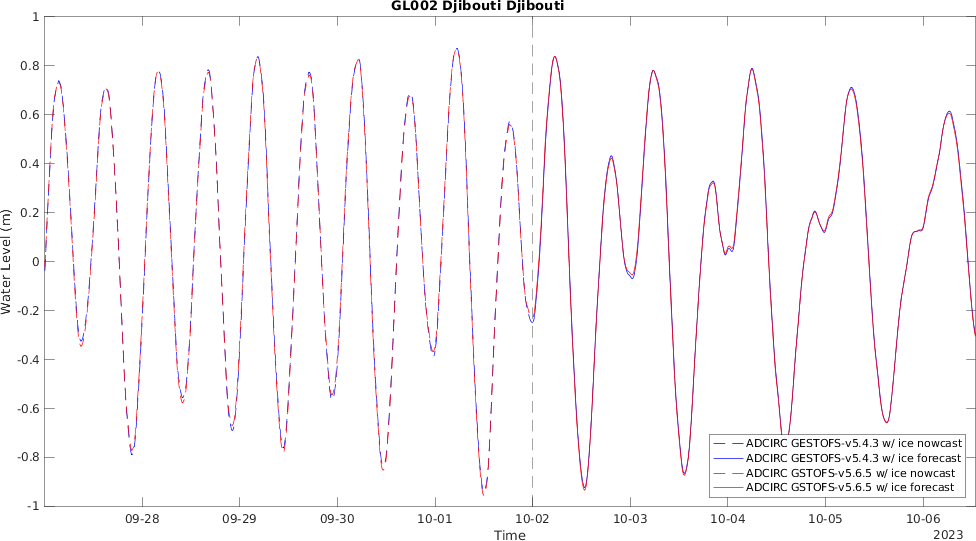 GL002 Djibouti Djibouti
1
0.8
0.6
0.4
0.2
0
-0.2
-0.4
-0.6
-0.8
-1
Water Level (m)
ADCIRC GESTOFS-v5.4.3 w/ ice nowcast
ADCIRC GESTOFS-v5.4.3 w/ ice forecast
ADCIRC GSTOFS-v5.6.5 w/ ice nowcast
ADCIRC GSTOFS-v5.6.5 w/ ice forecast
09-28 09-29 09-30 10-01 10-02 10-03 10-04 10-05 10-06
Time
2023